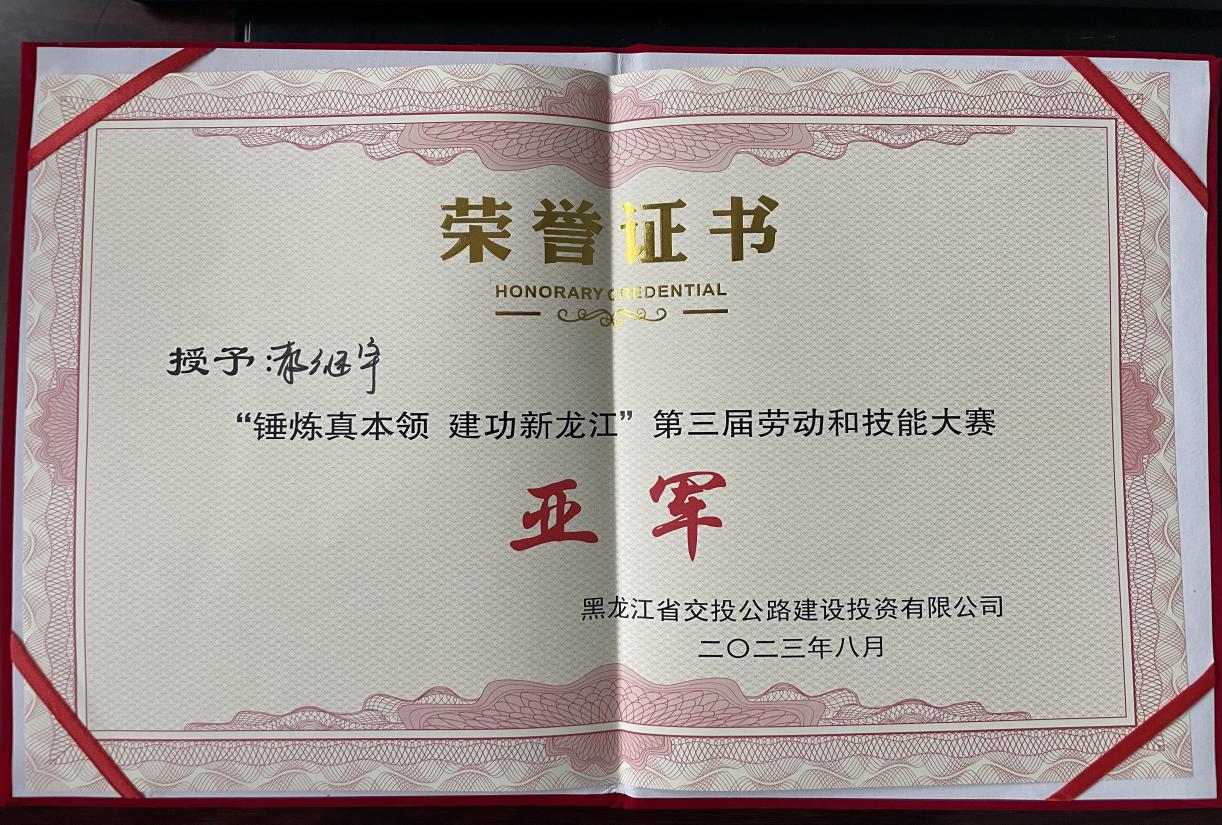 荣誉证书
HONORARY CREDENTIAL
授予:继宇
“锤炼真本领 建功新龙江”第三届劳动和技能大赛
亚军
黑龙江省交投公路建设投资有限公司
二〇二三年八月